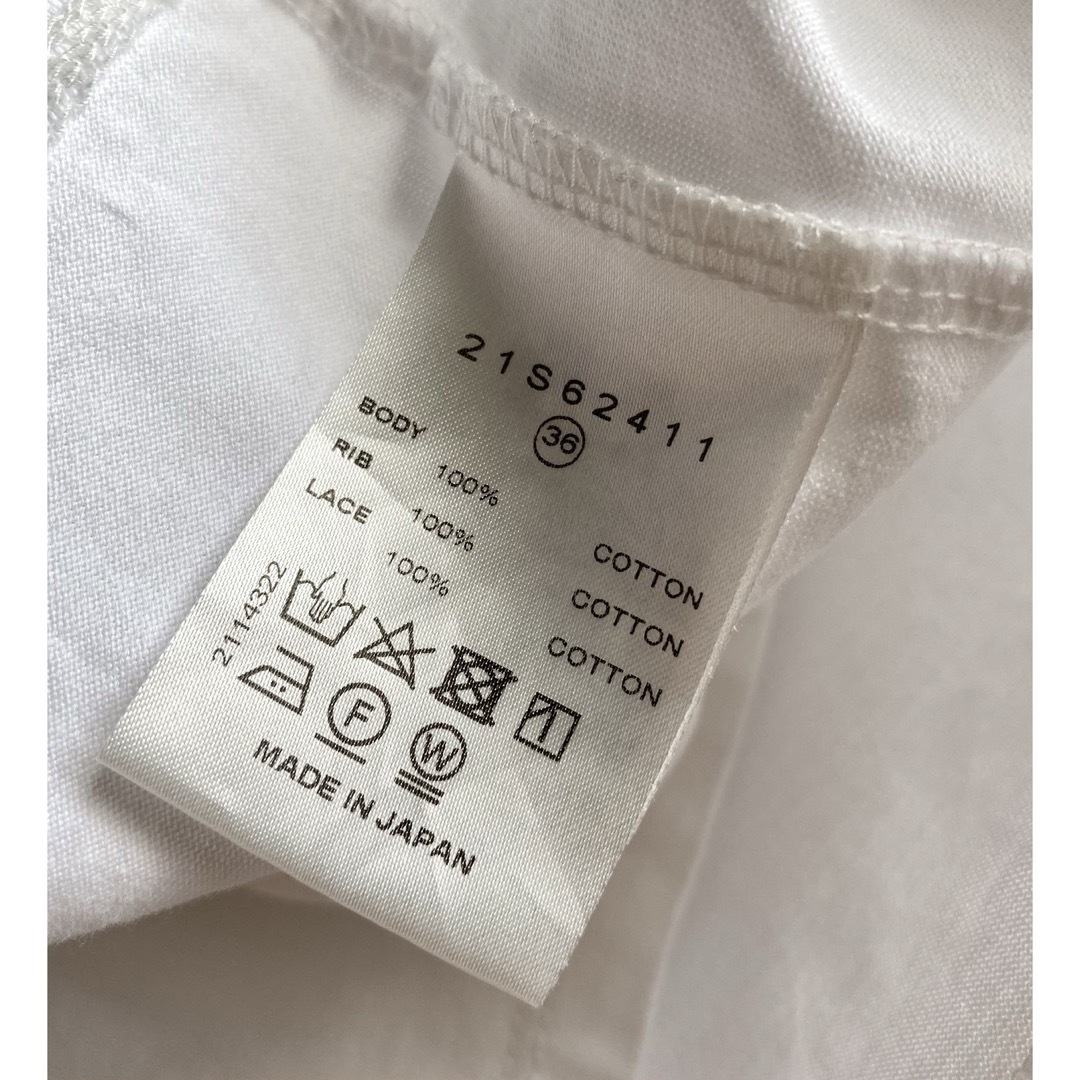 21S62411
36
BODY 100% COTTON
RIB 100% COTTON
LACE 100% COTTON
2114322
F
W
MADE IN JAPAN